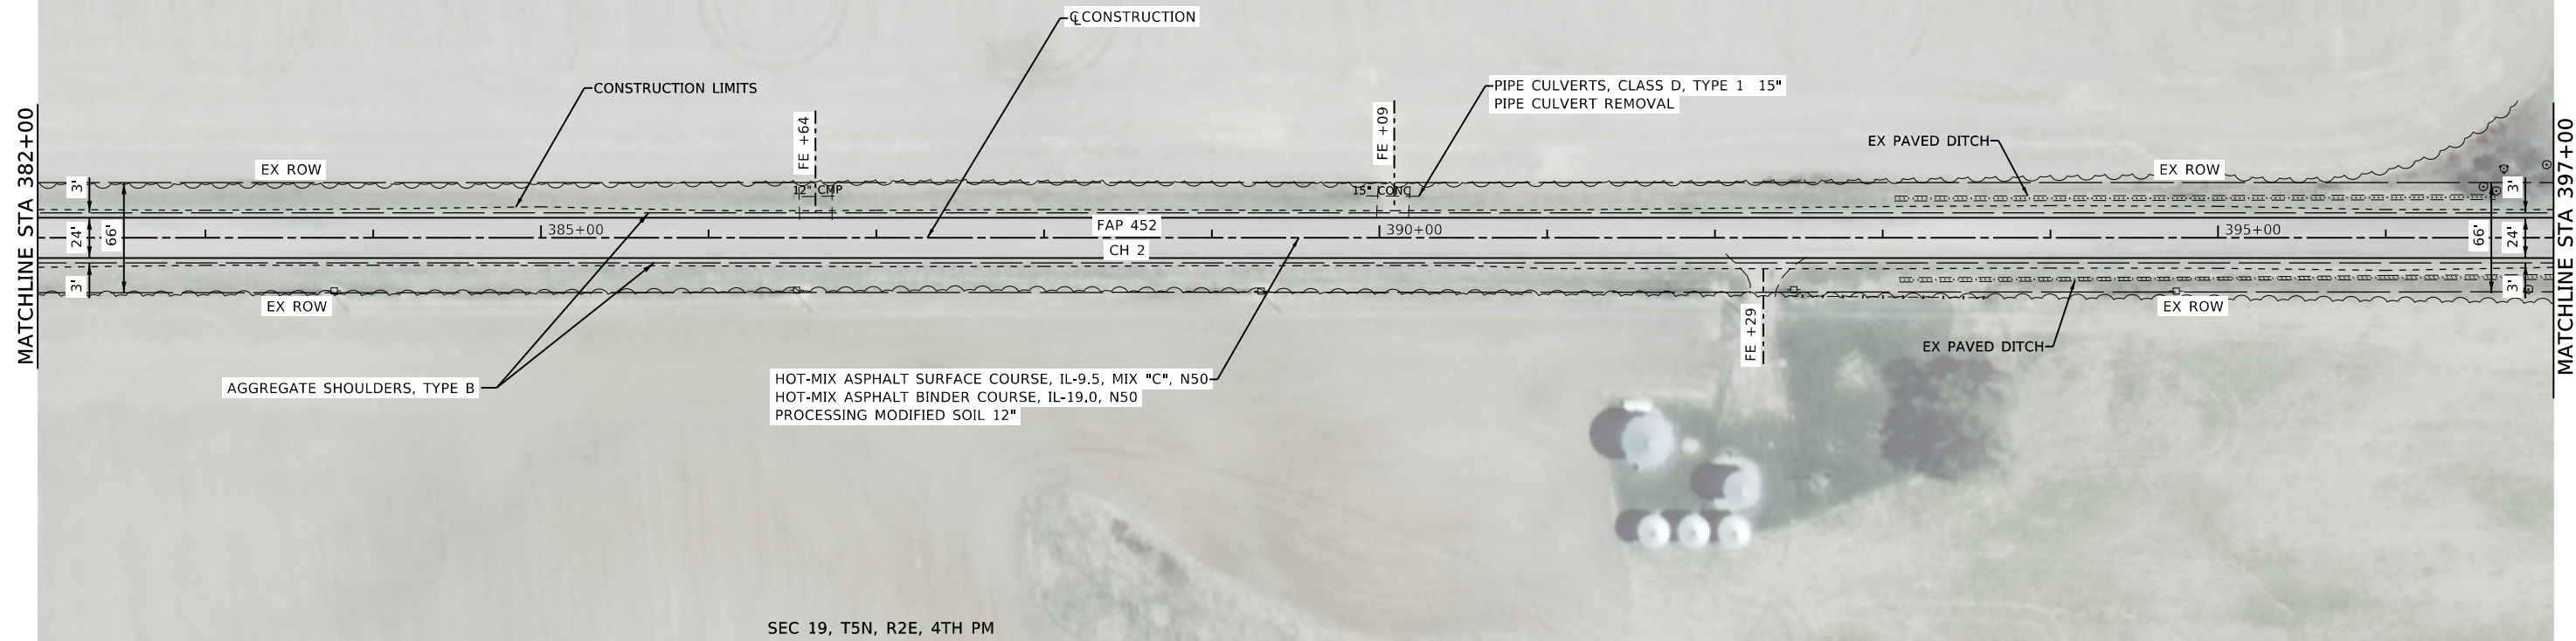 ℄ CONSTRUCTION
CONSTRUCTION LIMITS
PIPE CULVERTS, CLASS D, TYPE 1 15"
PIPE CULVERT REMOVAL
FE +64
FE +09
EX PAVED DITCH
MATCHLINE STA 382+00
EX ROW
EX ROW
MATCHLINE STA 397+00
3'
12" CMP
15" CONC
3'
24'
66'
385+00
FAP 452
390+00
395+00
66'
24'
CH 2
3'
3'
EX ROW
EX ROW
FE +29
EX PAVED DITCH
AGGREGATE SHOULDERS, TYPE B
HOT-MIX ASPHALT SURFACE COURSE, IL-9.5, MIX "C", N50
HOT-MIX ASPHALT BINDER COURSE, IL-19.0, N50
PROCESSING MODIFIED SOIL 12"
SEC 19, T5N, R2E, 4TH PM